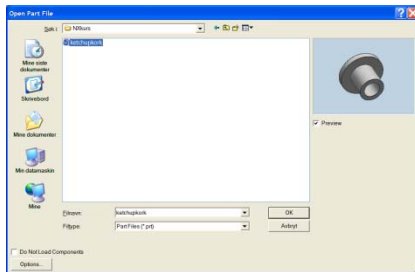 Open Part File
Søk i: NXkurs
ketchupkork
Mine siste dokumenter
Skrivebord
Mine dokumenter
Min datamaskin
Mine
Preview
Filnavn: ketchupkork OK
Filtype: Part Files (*.prt) Avbryt
Do Not Load Components
Options...